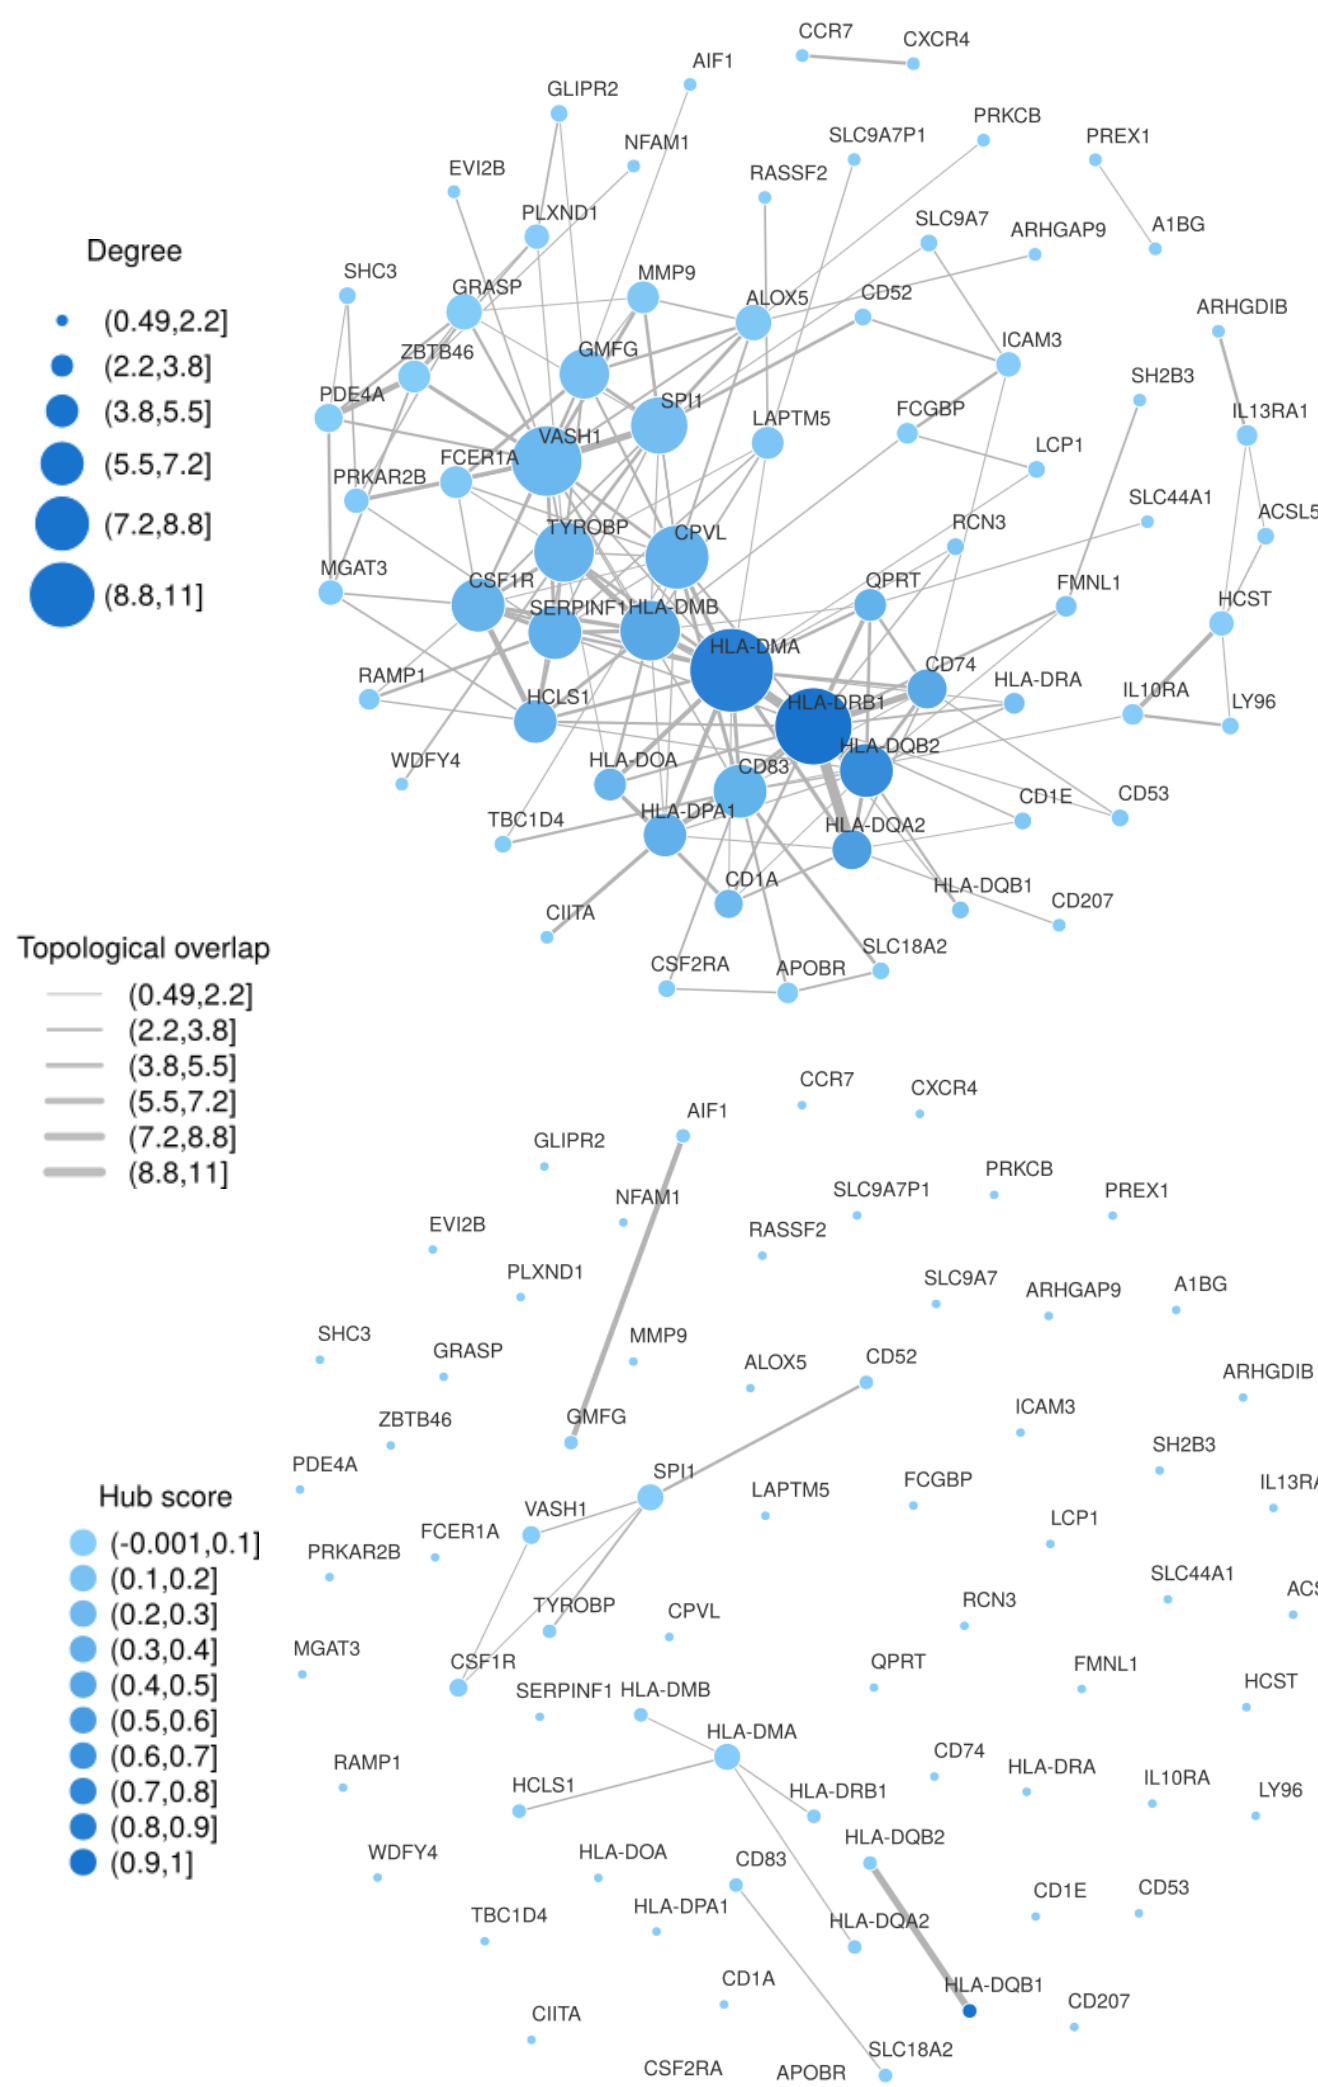 CCR7
CXCR4
AIF1
GLIPR2
PRKCB
SLC9A7P1
PREX1
NFAM1
RASSF2
EVI2B
PLXND1
SLC9A7
ARHGAP9
A1BG
Degree
SHC3
GRASP
MMP9
ALOX5
CD52
ARHGDIB
(0.49,2.2]
ZBTB46
GMFG
ICAM3
(2.2,3.8]
PDE4A
SPI1
SH2B3
(3.8,5.5]
VASH1
LAPTM5
FCGBP
IL13RA1
(5.5,7.2]
FCER1A
LCP1
PRKAR2B
SLC44A1
(7.2,8.8]
TYROBP
CPVL
RCN3
ACSL5
MGAT3
CSF1R
QPRT
FMNL1
(8.8,11]
SERPINF1
HLA-DMB
HCST
HLA-DMA
RAMP1
HCLS1
CD74
HLA-DRA
IL10RA
LY96
HLA-DRB1
WDFY4
HLA-DOA
CD83
HLA-DQB2
CD1E
CD53
TBC1D4
HLA-DPA1
HLA-DQA2
CD1A
HLA-DQB1
CD207
CIITA
Topological overlap
CSF2RA
APOBR
SLC18A2
(0.49,2.2]
(2.2,3.8]
(3.8,5.5]
(5.5,7.2]
(7.2,8.8]
(8.8,11]
CCR7
CXCR4
AIF1
GLIPR2
PRKCB
NFAM1
SLC9A7P1
PREX1
EVI2B
RASSF2
PLXND1
SLC9A7
ARHGAP9
A1BG
SHC3
GRASP
MMP9
ALOX5
CD52
ARHGDIB
ZBTB46
GMFG
ICAM3
PDE4A
SPI1
SH2B3
Hub score
VASH1
LAPTM5
FCGBP
IL13RA
(-0.001,0.1]
PRKAR2B
FCER1A
LCP1
(0.1,0.2]
TYROBP
CPVL
RCN3
SLC44A1
ACS
(0.2,0.3]
MGAT3
CSF1R
QPRT
FMNL1
HCST
(0.3,0.4]
SERPINF1
HLA-DMB
(0.4,0.5]
HLA-DMA
(0.5,0.6]
RAMP1
HCLS1
HLA-DRB1
CD74
HLA-DRA
IL10RA
LY96
(0.6,0.7]
(0.7,0.8]
HLA-DQB2
(0.8,0.9]
WDFY4
HLA-DOA
CD83
(0.9,1]
TBC1D4
HLA-DPA1
HLA-DQA2
CD1E
CD53
CD1A
HLA-DQB1
CD207
CIITA
CSF2RA
APOBR
SLC18A2